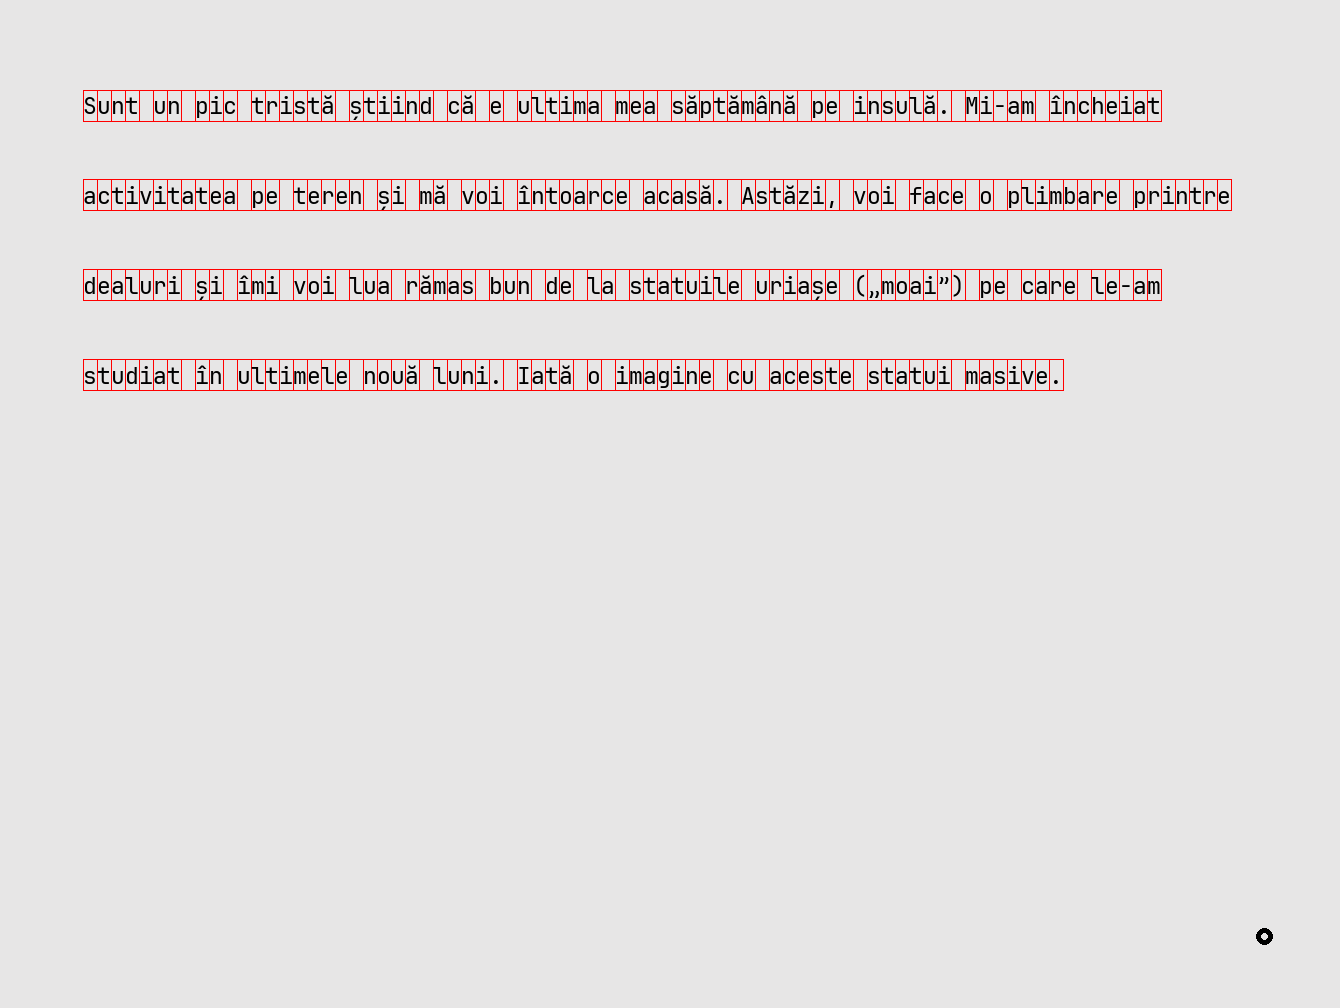 Sunt un pic tristă știind că e ultima mea săptămână pe insulă. Mi-am încheiat
activitatea pe teren și mă voi întoarce acasă. Astăzi, voi face o plimbare printre
dealuri și îmi voi lua rămas bun de la statuile uriașe („moai”) pe care le-am
studiat în ultimele nouă luni. Iată o imagine cu aceste statui masive.